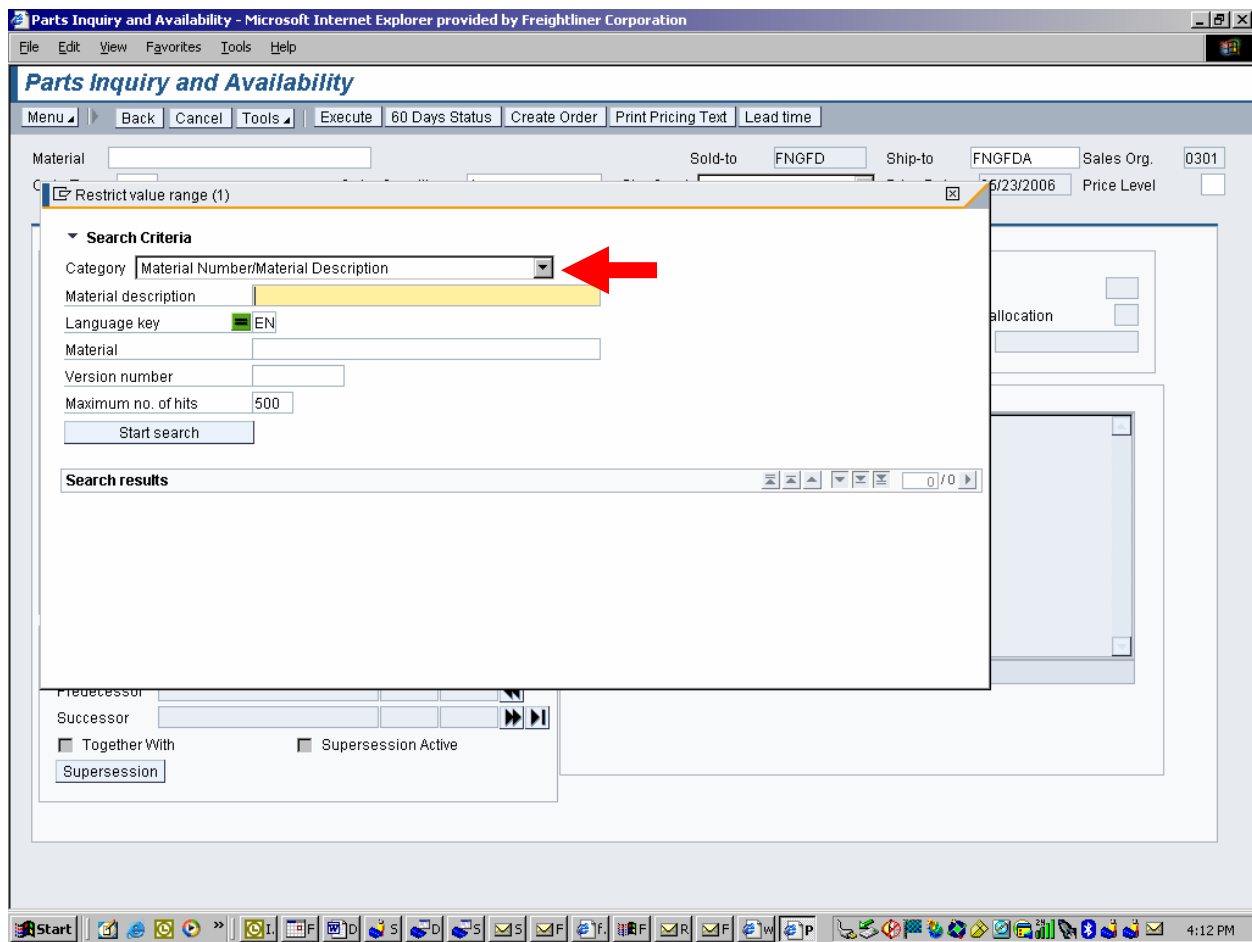 Parts Inquiry and Availability - Microsoft Internet Explorer provided by Freightliner Corporation
File Edit View Favorites Tools Help
Parts Inquiry and Availability
Menu Back Cancel Tools Execute 60 Days Status Create Order Print Pricing Text Lead time
Material Sold-to FNGFD Ship-to FNGFDA Sales Org. 0301
5/23/2006 Price Level
Restrict value range (1)
Search Criteria
Category Material Number/Material Description
Material description
Language key = EN
allocation
Material
Version number
Maximum no. of hits 500
Start search
Search results 0 / 0
Predecessor
Successor
Together With Supersession Active
Supersession
Start » I. F D S D S S F f. F R F w P 4:12 PM